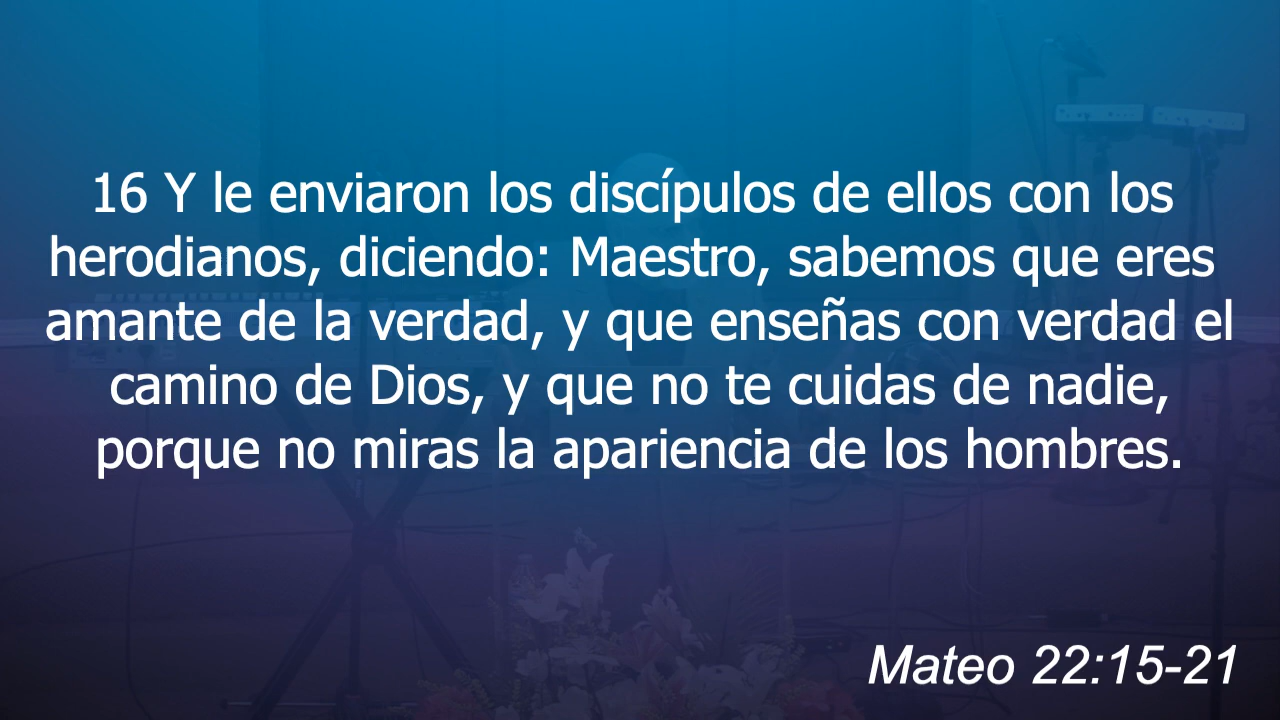 16 Y le enviaron los discípulos de ellos con los
herodianos, diciendo: Maestro, sabemos que eres
amante de la verdad, y que enseñas con verdad el
camino de Dios, y que no te cuidas de nadie,
porque no miras la apariencia de los hombres.
Mateo 22:15-21